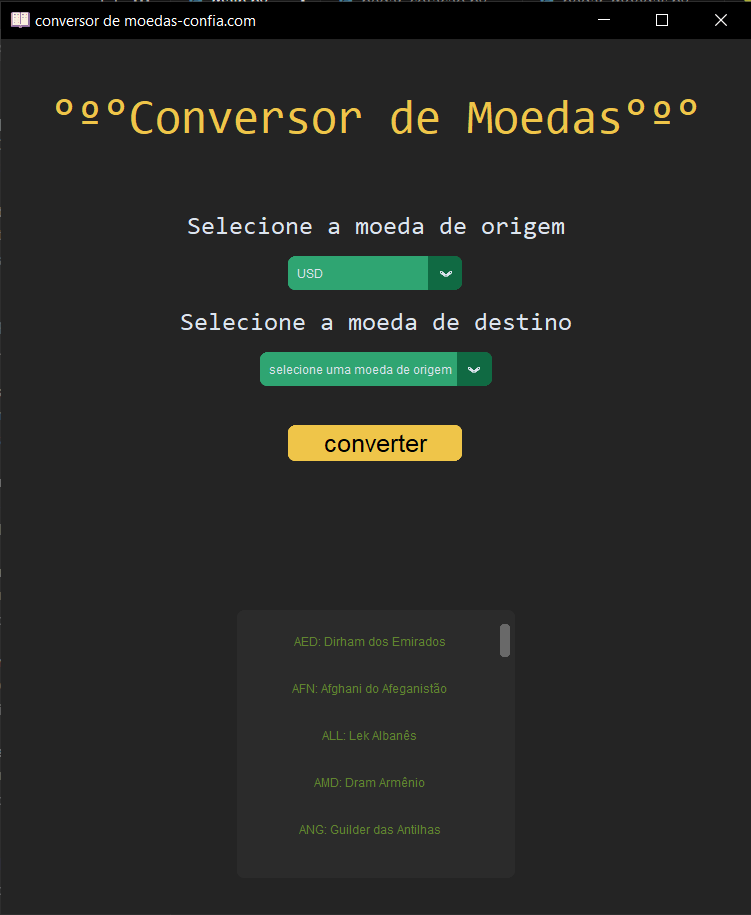 conversor de moedas-confia.com
°º°Conversor de Moedas°º°
Selecione a moeda de origem
USD
Selecione a moeda de destino
selecione uma moeda de origem
converter
AED: Dirham dos Emirados
AFN: Afghani do Afeganistão
ALL: Lek Albanês
AMD: Dram Armênio
ANG: Guilder das Antilhas